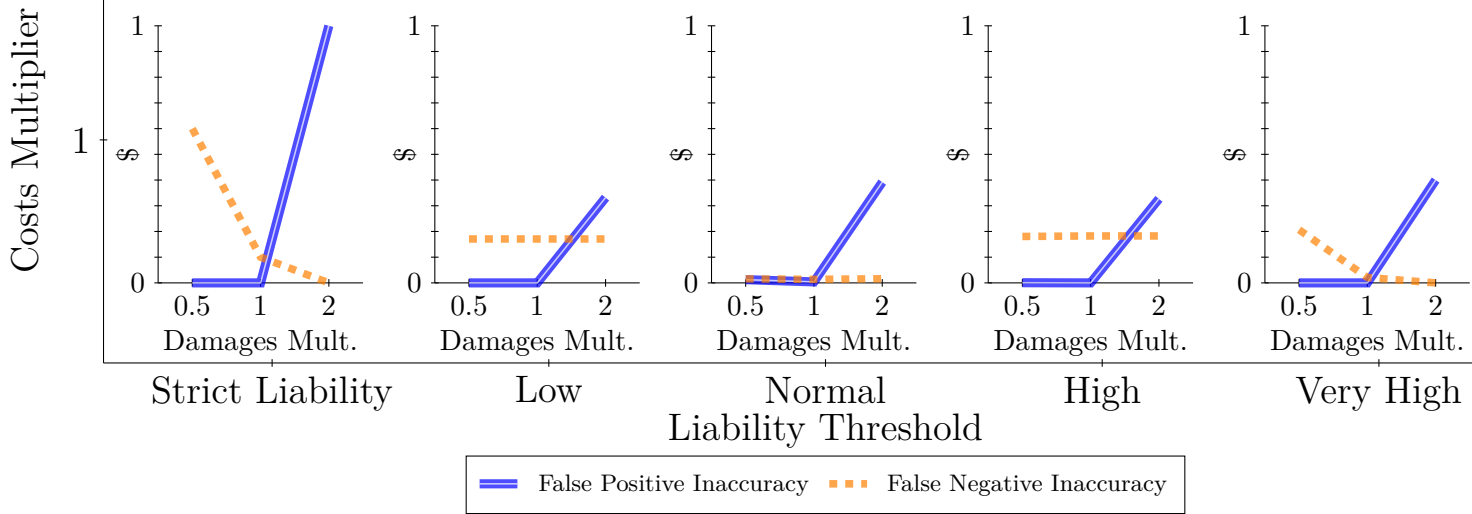 Costs Multiplier
1
1
$
0
0.5 1 2
Damages Mult.
1
$
0
0.5 1 2
Damages Mult.
1
$
0
0.5 1 2
Damages Mult.
1
$
0
0.5 1 2
Damages Mult.
1
$
0
0.5 1 2
Damages Mult.
Strict Liability
Low
Normal
High
Very High
Liability Threshold
False Positive Inaccuracy
False Negative Inaccuracy